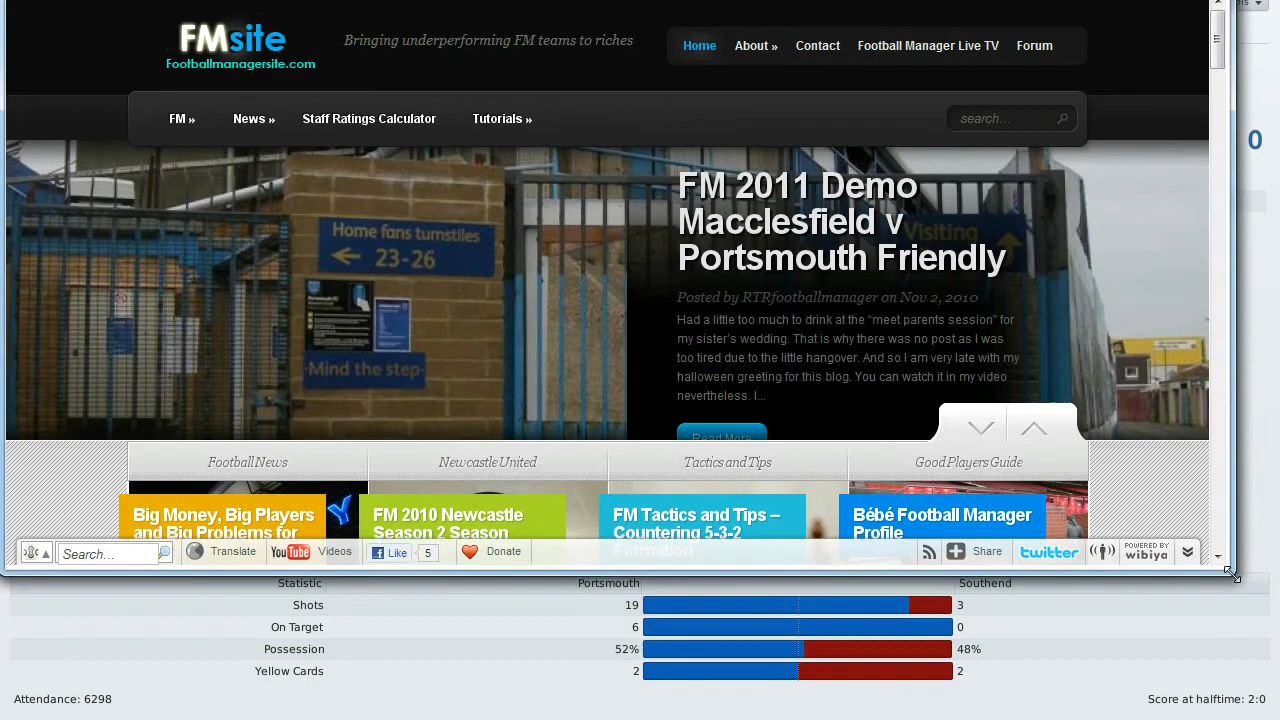 FMsite
Footballmanagersite.com
Bringing underperforming FM teams to riches
Home About » Contact Football Manager Live TV Forum
FM » News » Staff Ratings Calculator Tutorials »
search...
0
Home fans turnstiles
23-26
Mind the step
Visiting
FM 2011 Demo
Macclesfield v
Portsmouth Friendly
Posted by RTRfootballmanager on Nov 2, 2010
Had a little too much to drink at the “meet parents session” for
my sister’s wedding. That is why there was no post as I was
too tired due to the little hangover. And so I am very late with my
halloween greeting for this blog. You can watch it in my video
nevertheless. I...
Read More
Football News Newcastle United Tactics and Tips Good Players Guide
Big Money, Big Players
and Big Problems for
FM 2010 Newcastle
Season 2 Season
FM Tactics and Tips –
Countering 5-3-2
Formation
Bébé Football Manager
Profile
Search... Translate YouTube Videos Like 5 Donate Share twitter POWERED BY
wibiya
Statistic Portsmouth Southend
Shots 19 3
On Target 6 0
Possession 52% 48%
Yellow Cards 2 2
Attendance: 6298 Score at halftime: 2:0